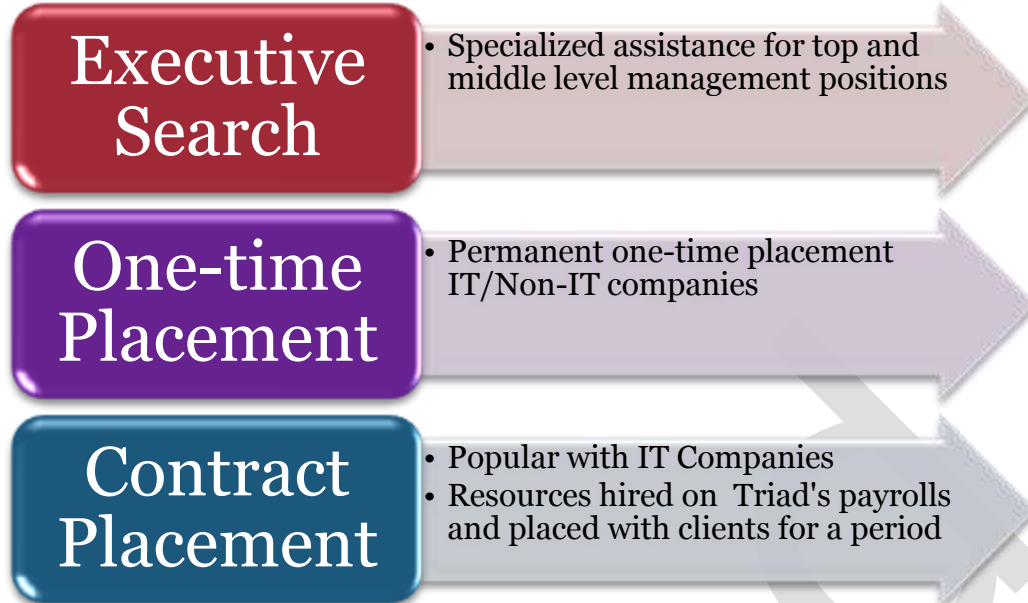 Executive
Search
• Specialized assistance for top and
middle level management positions
One-time
Placement
• Permanent one-time placement
IT/Non-IT companies
Contract
Placement
• Popular with IT Companies
• Resources hired on  Triad's payrolls
and placed with clients for a period